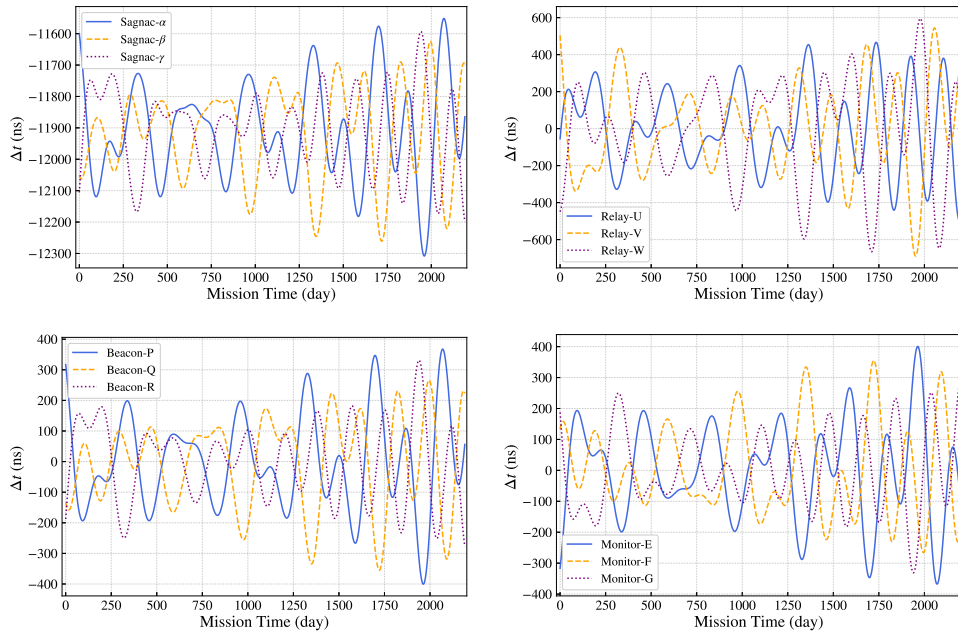 −11600
−11700
−11800
−11900
−12000
−12100
−12200
−12300
Δt (ns)
0 250 500 750 1000 1250 1500 1750 2000
Mission Time (day)
Sagnac-α
Sagnac-β
Sagnac-γ
600
400
200
0
−200
−400
−600
Δt (ns)
0 250 500 750 1000 1250 1500 1750 2000
Mission Time (day)
Relay-U
Relay-V
Relay-W
400
300
200
100
0
−100
−200
−300
−400
Δt (ns)
0 250 500 750 1000 1250 1500 1750 2000
Mission Time (day)
Beacon-P
Beacon-Q
Beacon-R
400
300
200
100
0
−100
−200
−300
−400
Δt (ns)
0 250 500 750 1000 1250 1500 1750 2000
Mission Time (day)
Monitor-E
Monitor-F
Monitor-G